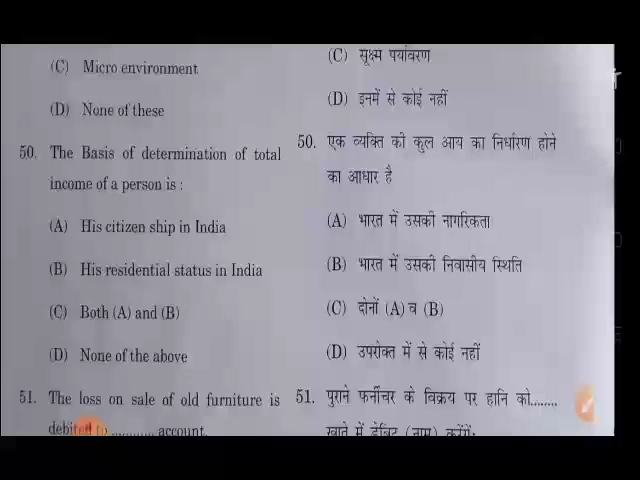 (C) Micro environment
(D) None of these
50. The Basis of determination of total
income of a person is :
(A) His citizen ship in India
(B) His residential status in India
(C) Both (A) and (B)
(D) None of the above
51. The loss on sale of old furniture is
debited to .......... account.
(C) सूक्ष्म पर्यावरण
(D) इनमें से कोई नहीं
50. एक व्यक्ति की कुल आय का निर्धारण होने
का आधार है
(A) भारत में उसकी नागरिकता
(B) भारत में उसकी निवासीय स्थिति
(C) दोनों (A) व (B)
(D) उपरोक्त में से कोई नहीं
51. पुराने फर्नीचर के विक्रय पर हानि को........
खाते में डेबिट (नाम) करेंगें: